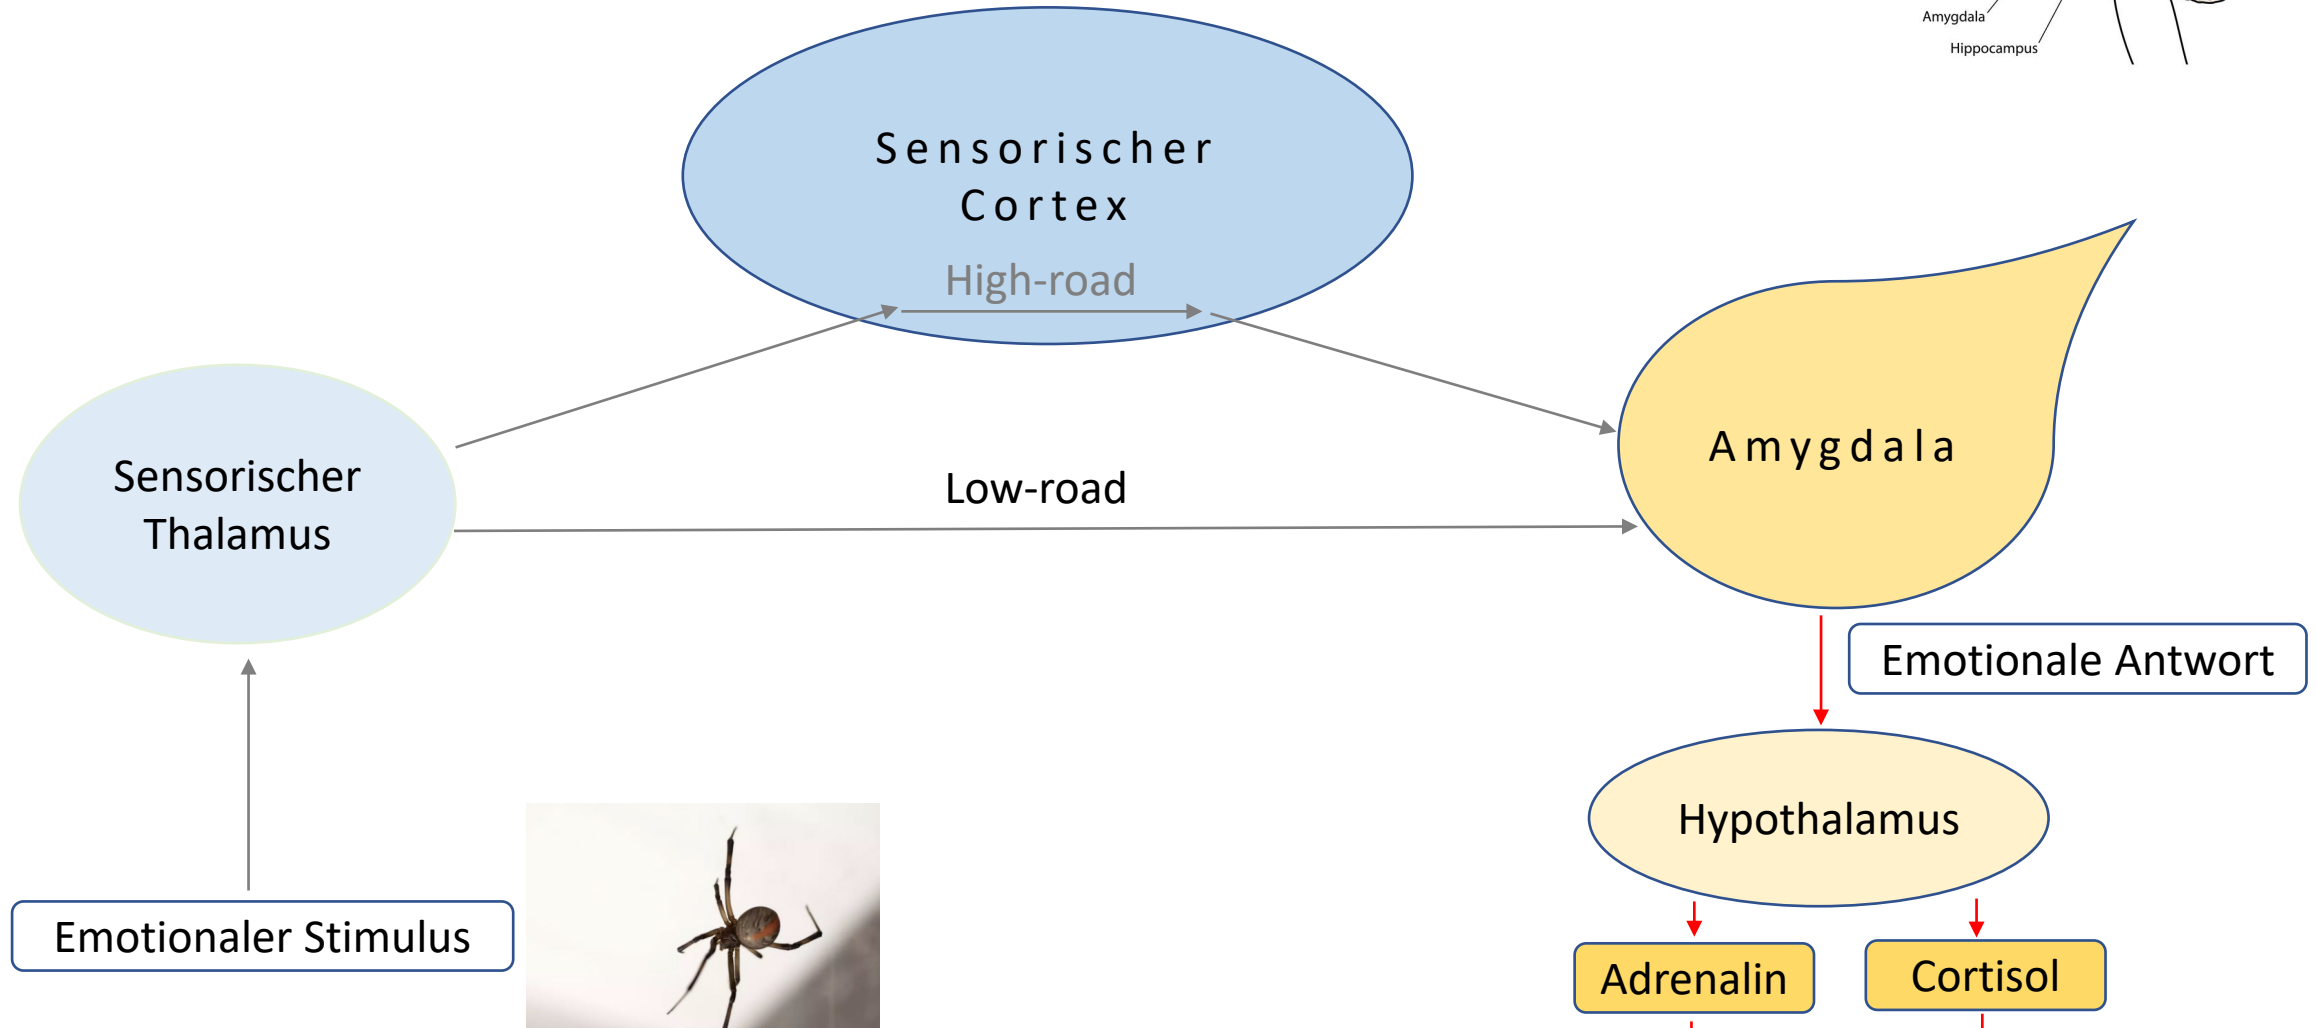 Amygdala
Hippocampus
Sensorischer
Cortex
High-road
Sensorischer
Thalamus
Low-road
Amygdala
Emotionale Antwort
Hypothalamus
Emotionaler Stimulus
Adrenalin
Cortisol